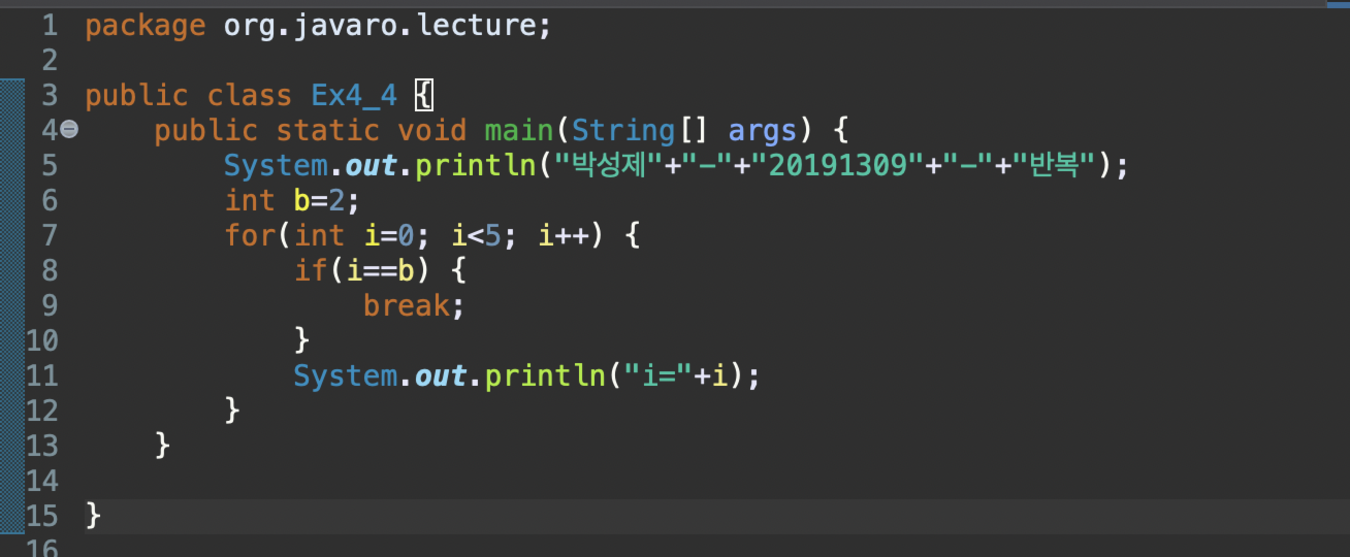 1 package org.javaro.lecture;
2
3 public class Ex4_4 {
4     public static void main(String[] args) {
5         System.out.println("박성제"+"-"+"20191309"+"-"+"반복");
6         int b=2;
7         for(int i=0; i<5; i++) {
8             if(i==b) {
9                 break;
10             }
11             System.out.println("i="+i);
12         }
13     }
14
15 }
16